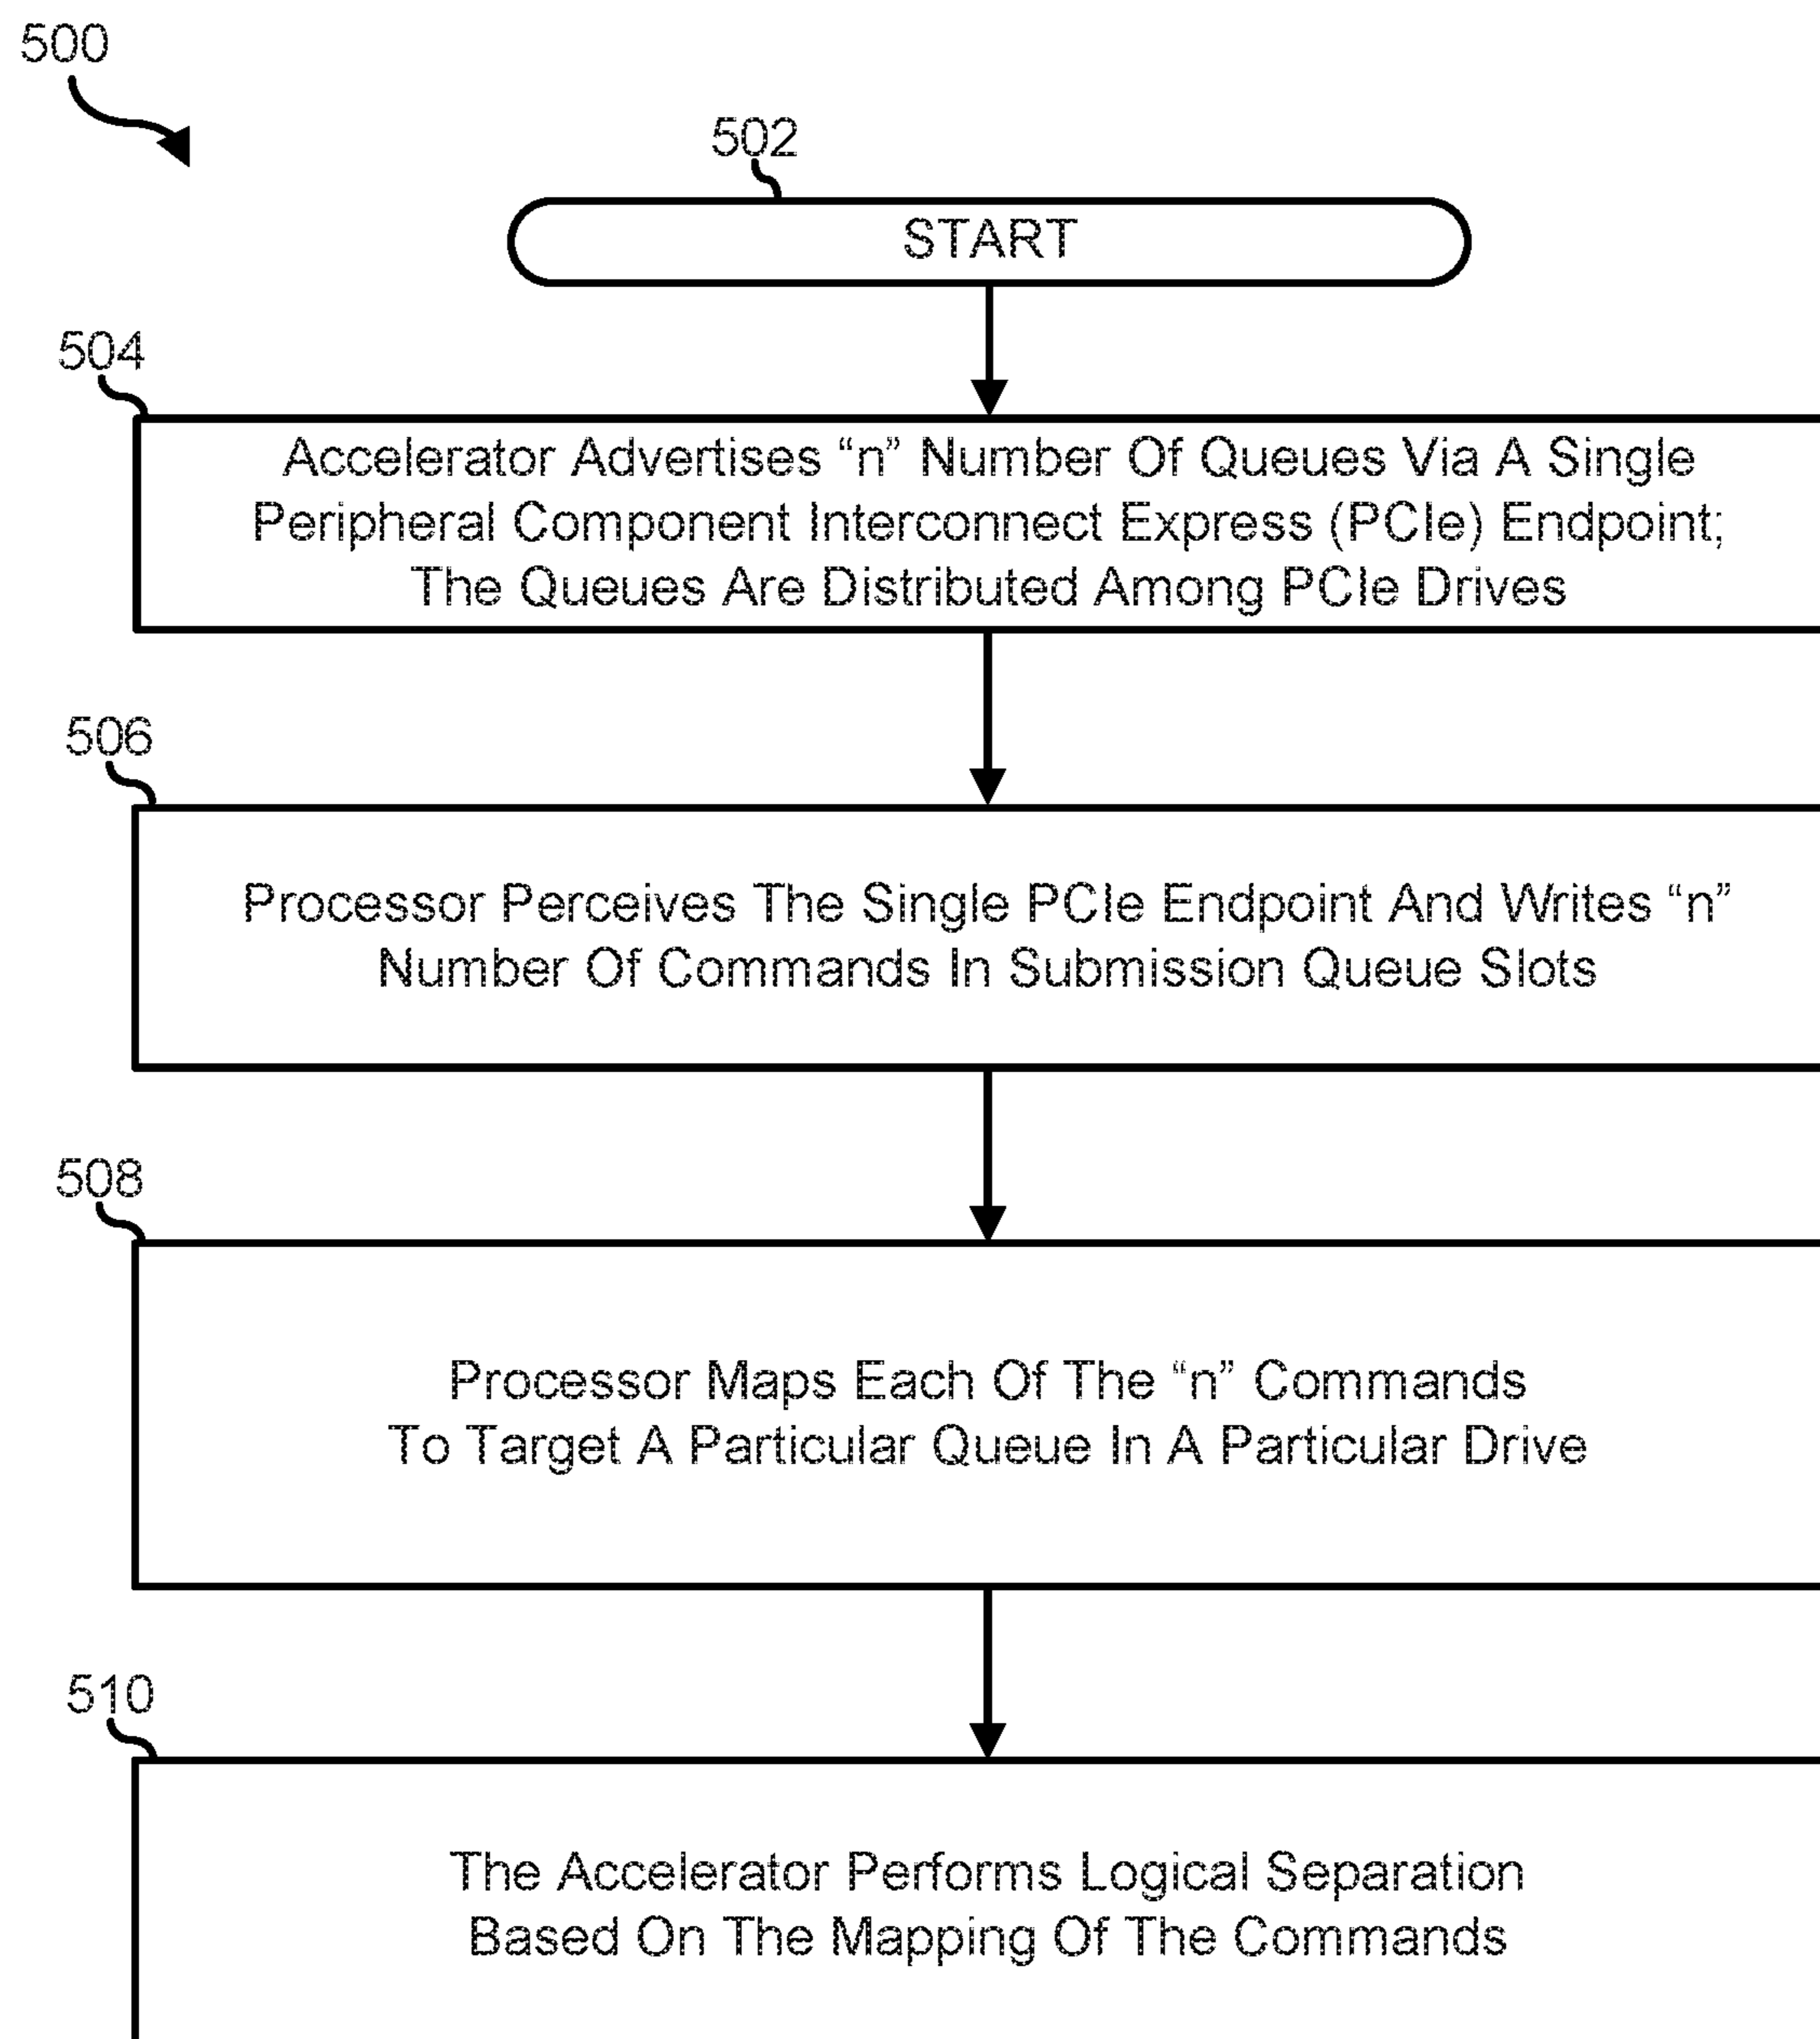 500
502
START
504
Accelerator Advertises “n” Number Of Queues Via A Single
Peripheral Component Interconnect Express (PCIe) Endpoint;
The Queues Are Distributed Among PCIe Drives
506
Processor Perceives The Single PCIe Endpoint And Writes “n”
Number Of Commands In Submission Queue Slots
508
Processor Maps Each Of The “n” Commands
To Target A Particular Queue In A Particular Drive
510
The Accelerator Performs Logical Separation
Based On The Mapping Of The Commands